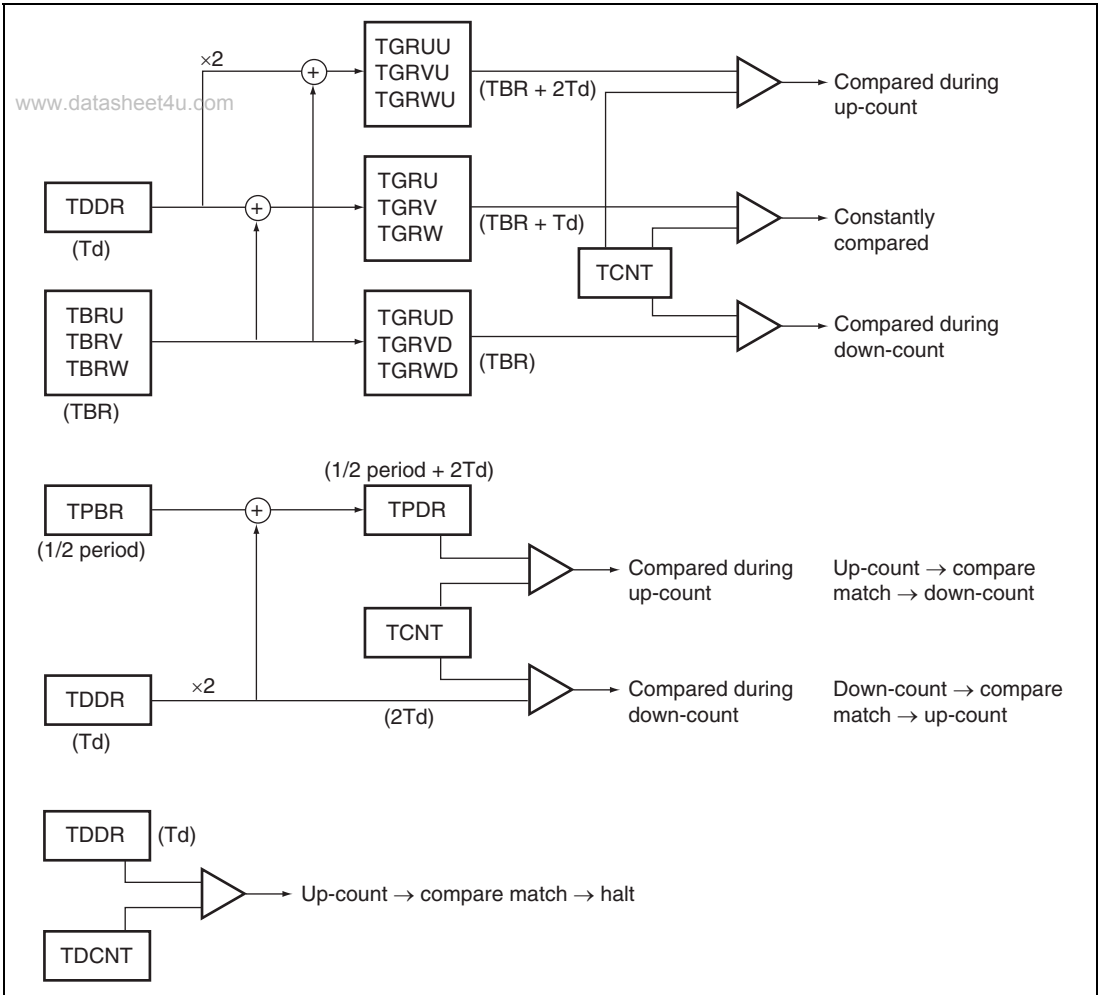 ×2
+
TGRUU
TGRVU
TGRWU
(TBR + 2Td)
Compared during
up-count
www.datasheet4u.com
TDDR
(Td)
+
TGRU
TGRV
TGRW
(TBR + Td)
Constantly
compared
TCNT
TBRU
TBRV
TBRW
(TBR)
TGRUD
TGRVD
TGRWD
(TBR)
Compared during
down-count
(1/2 period + 2Td)
TPBR
(1/2 period)
+
TPDR
Compared during
up-count
Up-count → compare
match → down-count
TCNT
TDDR
(Td)
×2
(2Td)
Compared during
down-count
Down-count → compare
match → up-count
TDDR
(Td)
Up-count → compare match → halt
TDCNT